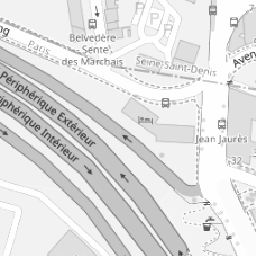 Belvédère
- Sente
des Marchais
Paris
Seine-Saint-Denis
Périphérique Extérieur
Périphérique Intérieur
Jean Jaurès
32